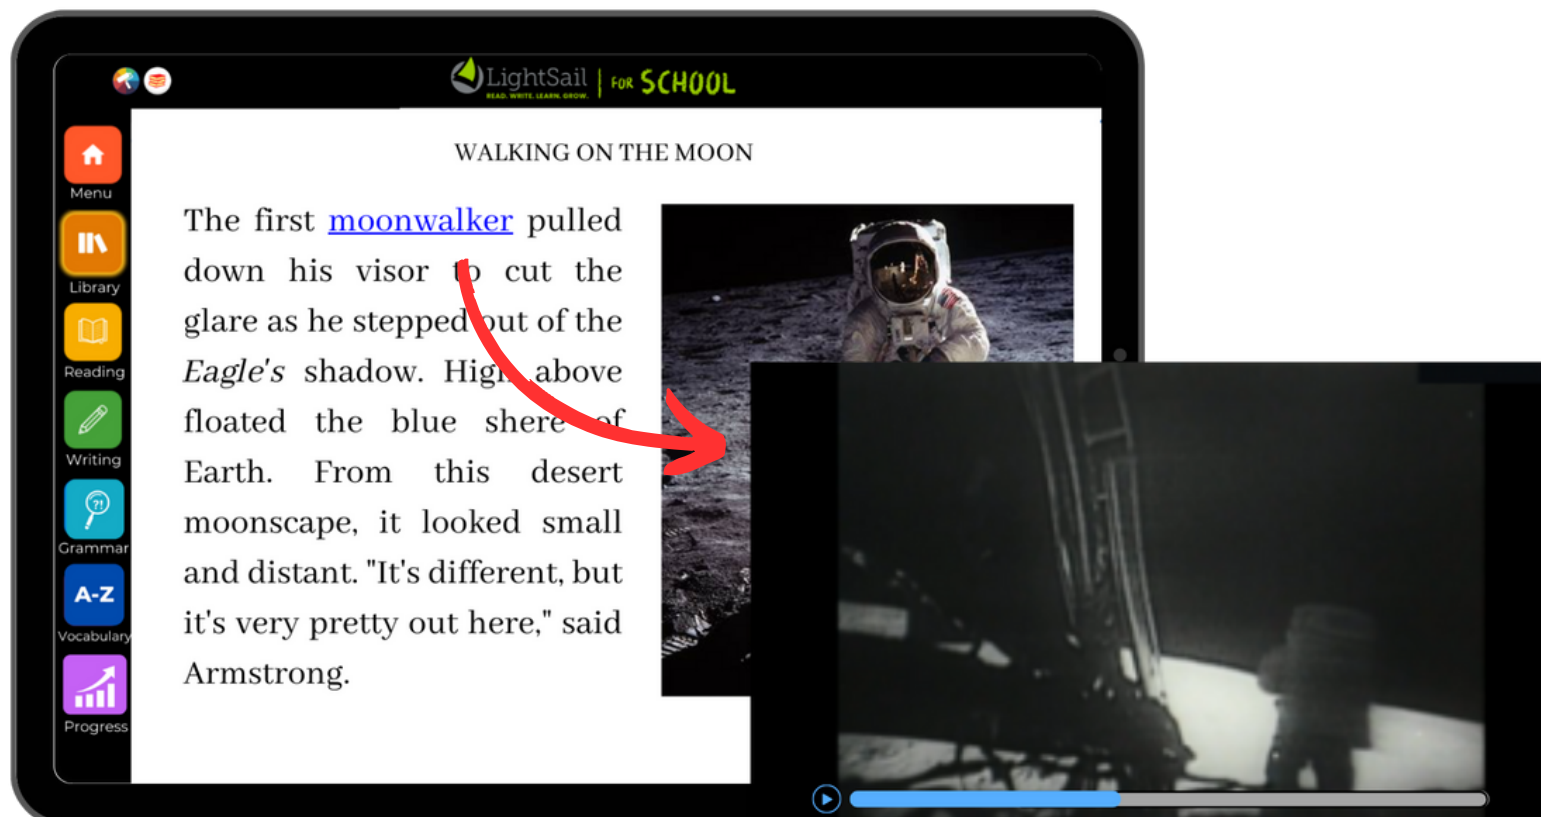 LightSail | FOR SCHOOL
READ. WRITE. LEARN. GROW.
Menu
Library
Reading
Writing
?!
Grammar
A-Z
Vocabulary
Progress
WALKING ON THE MOON
The first moonwalker pulled
down his visor to cut the
glare as he stepped out of the
Eagle's shadow. High above
floated the blue shere of
Earth. From this desert
moonscape, it looked small
and distant. "It's different, but
it's very pretty out here," said
Armstrong.